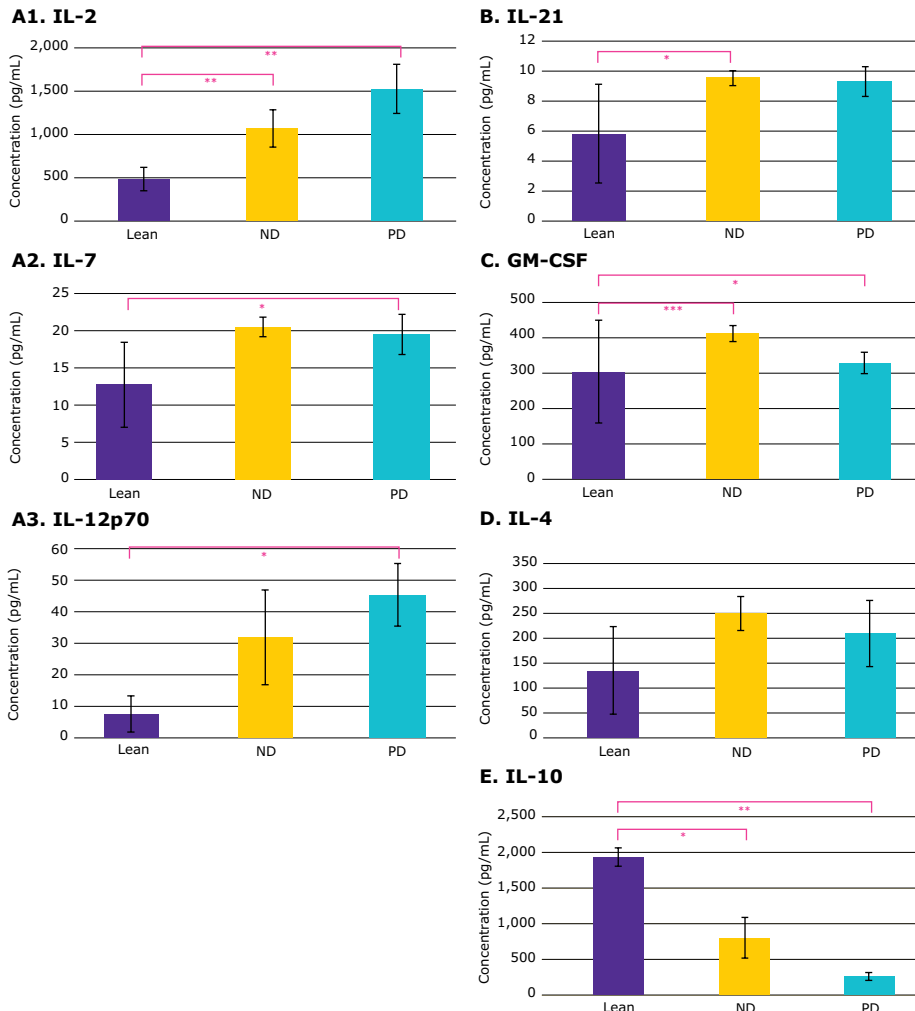 A1. IL-2
Concentration (pg/mL)
2,000
1,500
1,000
500
0
**
**
Lean ND PD
B. IL-21
Concentration (pg/mL)
12
10
8
6
4
2
0
*
Lean ND PD
A2. IL-7
Concentration (pg/mL)
25
20
15
10
5
0
*
Lean ND PD
C. GM-CSF
Concentration (pg/mL)
500
400
300
200
100
0
*
***
Lean ND PD
A3. IL-12p70
Concentration (pg/mL)
60
50
40
30
20
10
0
*
Lean ND PD
D. IL-4
Concentration (pg/mL)
350
300
250
200
150
100
50
0
Lean ND PD
E. IL-10
Concentration (pg/mL)
2,500
2,000
1,500
1,000
500
0
**
*
Lean ND PD